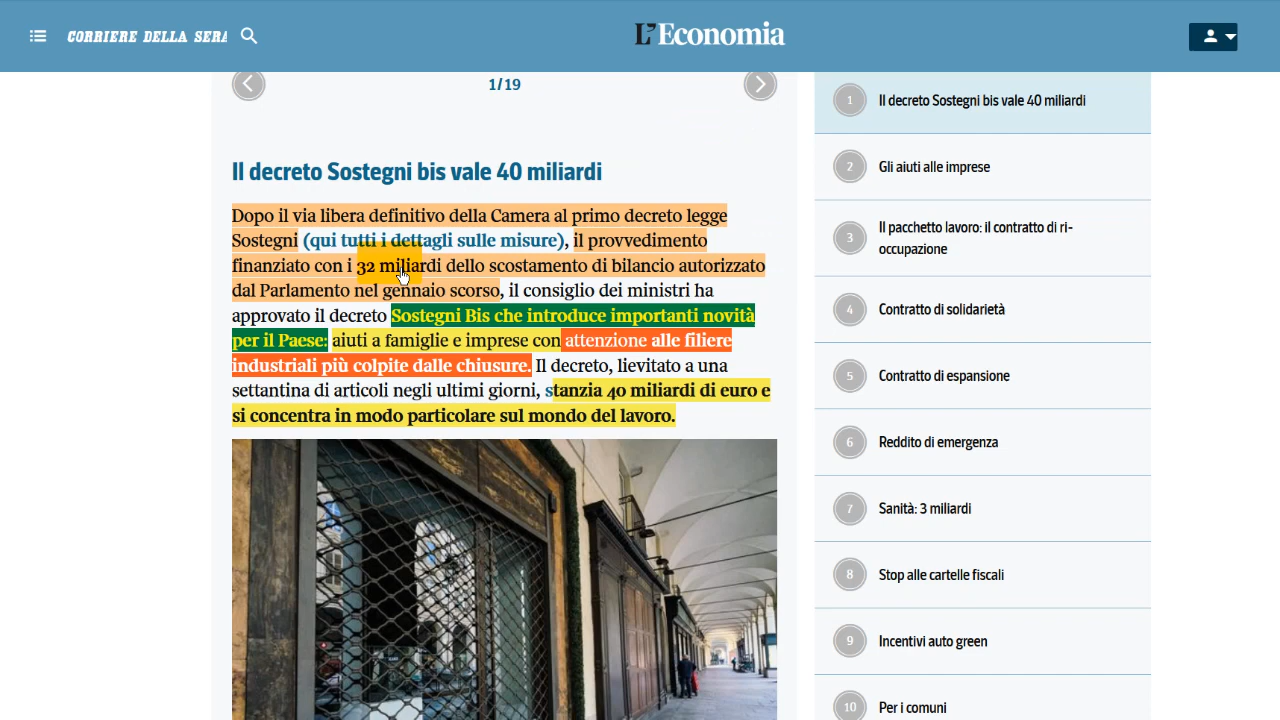 CORRIERE DELLA SERA
L'Economia
1/19
Il decreto Sostegni bis vale 40 miliardi
Dopo il via libera definitivo della Camera al primo decreto legge
Sostegni (qui tutti i dettagli sulle misure), il provvedimento
finanziato con i 32 miliardi dello scostamento di bilancio autorizzato
dal Parlamento nel gennaio scorso, il consiglio dei ministri ha
approvato il decreto Sostegni Bis che introduce importanti novità
per il Paese: aiuti a famiglie e imprese con attenzione alle filiere
industriali più colpite dalle chiusure. Il decreto, lievitato a una
settantina di articoli negli ultimi giorni, stanzia 40 miliardi di euro e
si concentra in modo particolare sul mondo del lavoro.
1 Il decreto Sostegni bis vale 40 miliardi
2 Gli aiuti alle imprese
3 Il pacchetto lavoro: il contratto di ri-
occupazione
4 Contratto di solidarietà
5 Contratto di espansione
6 Reddito di emergenza
7 Sanità: 3 miliardi
8 Stop alle cartelle fiscali
9 Incentivi auto green
10 Per i comuni